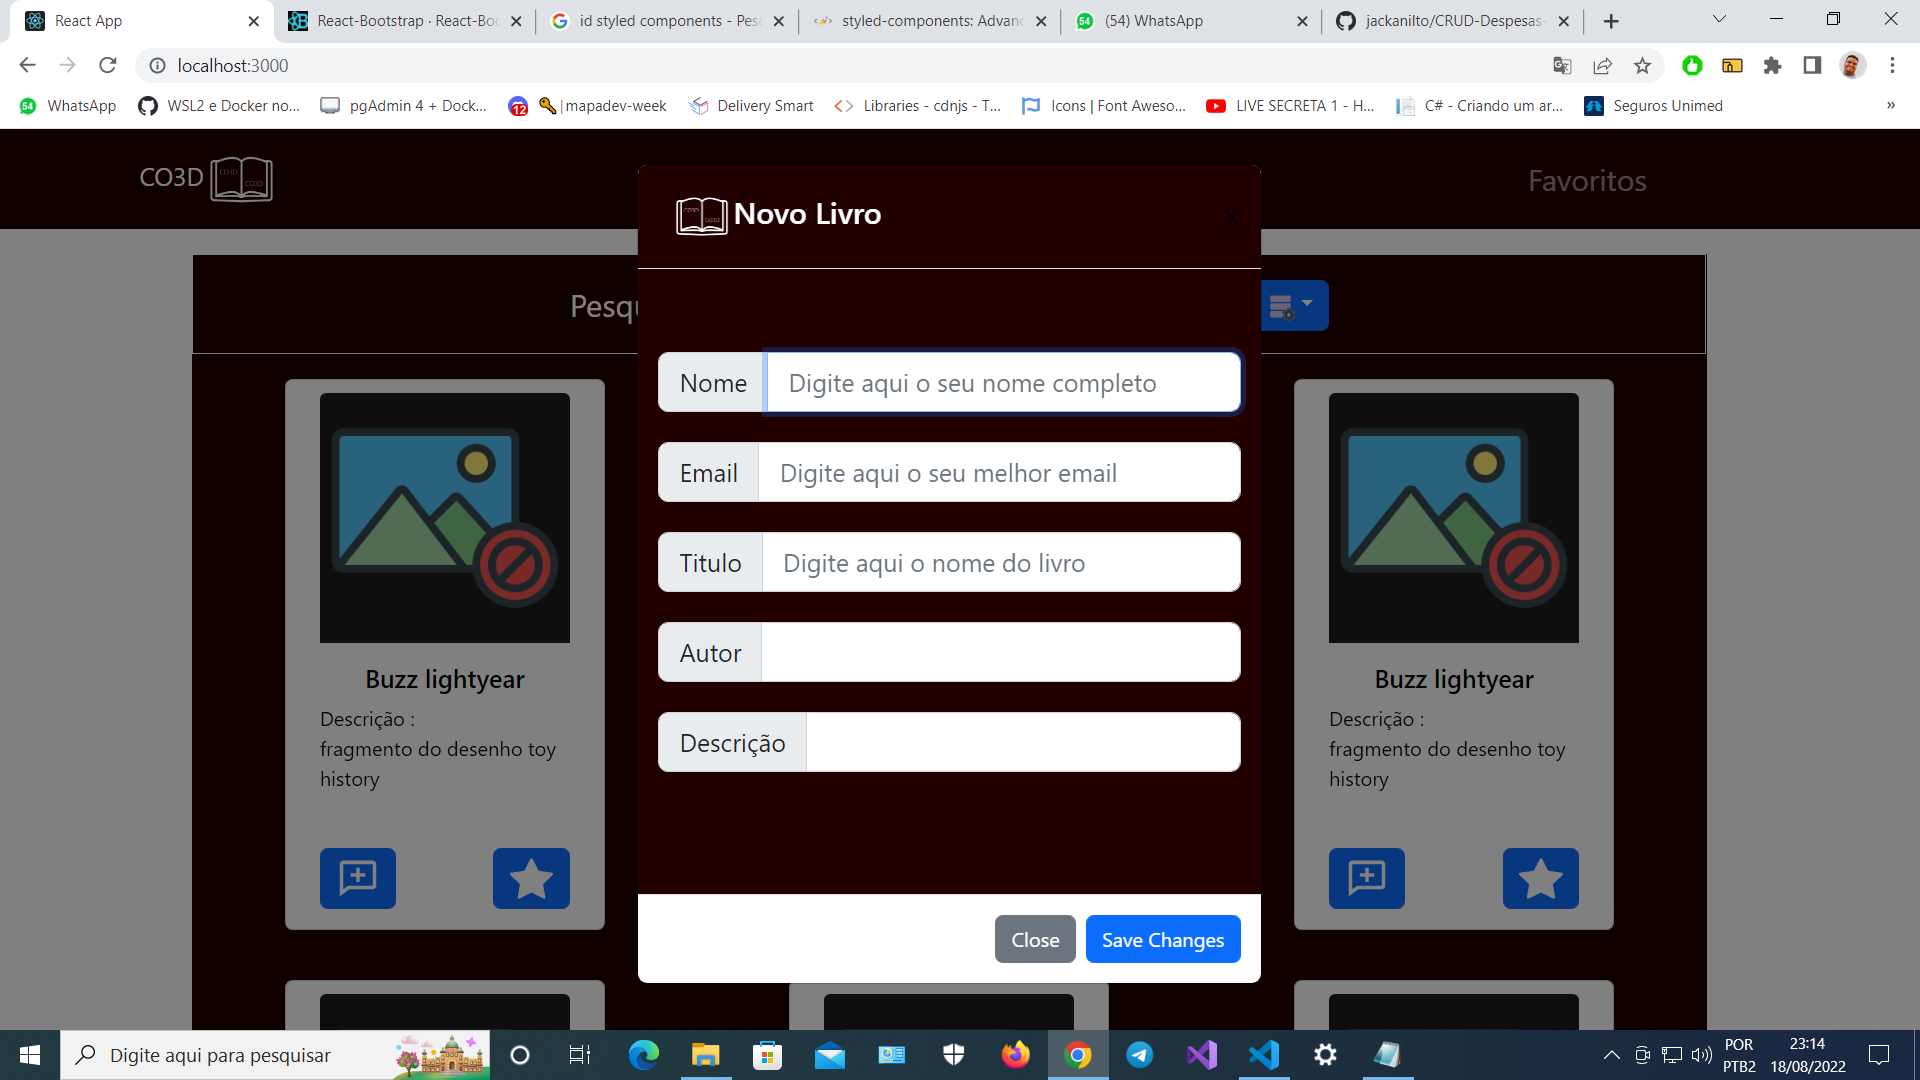 React App
React-Bootstrap · React-Boo
id styled components - Pesq
styled-components: Advanc
(54) WhatsApp
jackanilto/CRUD-Despesas-
localhost:3000
WhatsApp
WSL2 e Docker no...
pgAdmin 4 + Dock...
12
| mapadev-week
Delivery Smart
Libraries - cdnjs - T...
Icons | Font Aweso...
LIVE SECRETA 1 - H...
C# - Criando um ar...
Seguros Unimed
»
CO3D
Favoritos
Novo Livro
Pesqu
Nome
Digite aqui o seu nome completo
Email
Digite aqui o seu melhor email
Titulo
Digite aqui o nome do livro
Autor
Descrição
Buzz lightyear
Descrição :
fragmento do desenho toy
history
Buzz lightyear
Descrição :
fragmento do desenho toy
history
Close
Save Changes
Digite aqui para pesquisar
POR
PTB2
23:14
18/08/2022